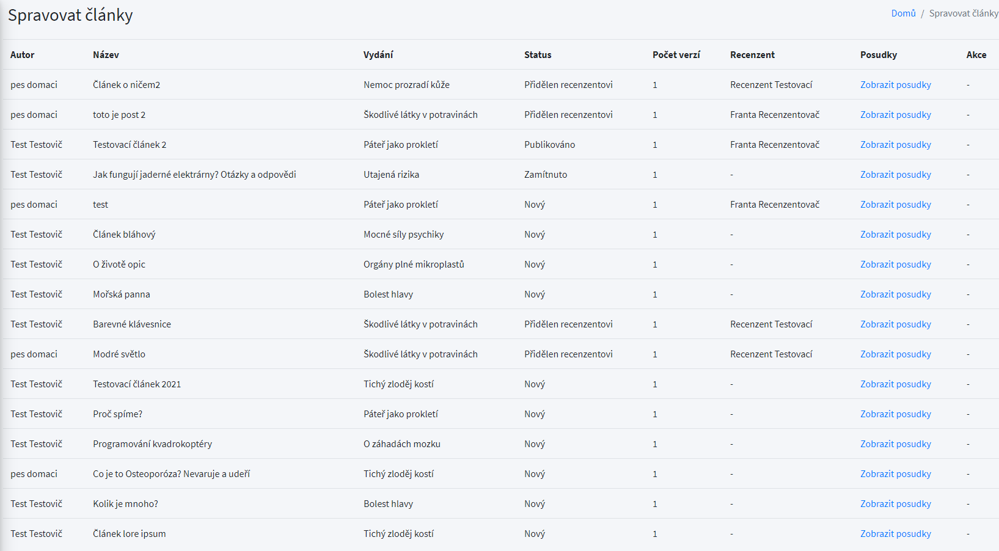 Spravovat články
Domů / Spravovat články
Autor Název Vydání Status Počet verzí Recenzent Posudky Akce
pes domaci Článek o ničem2 Nemoc prozradí kůže Přidělen recenzentovi 1 Recenzent Testovací Zobrazit posudky -
pes domaci toto je post 2 Škodlivé látky v potravinách Přidělen recenzentovi 1 Franta Recenzentovač Zobrazit posudky -
Test Testovič Testovací článek 2 Páteř jako prokletí Publikováno 1 Franta Recenzentovač Zobrazit posudky -
Test Testovič Jak fungují jaderné elektrárny? Otázky a odpovědi Utajená rizika Zamítnuto 1 - Zobrazit posudky -
pes domaci test Páteř jako prokletí Nový 1 Franta Recenzentovač Zobrazit posudky -
Test Testovič Článek bláhový Mocné síly psychiky Nový 1 - Zobrazit posudky -
Test Testovič O životě opic Orgány plné mikroplastů Nový 1 - Zobrazit posudky -
Test Testovič Mořská panna Bolest hlavy Nový 1 - Zobrazit posudky -
Test Testovič Barevné klávesnice Škodlivé látky v potravinách Přidělen recenzentovi 1 Recenzent Testovací Zobrazit posudky -
pes domaci Modré světlo Škodlivé látky v potravinách Přidělen recenzentovi 1 Recenzent Testovací Zobrazit posudky -
Test Testovič Testovací článek 2021 Tichý zloděj kostí Nový 1 - Zobrazit posudky -
Test Testovič Proč spíme? Páteř jako prokletí Nový 1 - Zobrazit posudky -
Test Testovič Programování kvadrokoptéry O záhadách mozku Nový 1 - Zobrazit posudky -
pes domaci Co je to Osteoporóza? Nevaruje a udeří Tichý zloděj kostí Nový 1 - Zobrazit posudky -
Test Testovič Kolik je mnoho? Bolest hlavy Nový 1 - Zobrazit posudky -
Test Testovič Článek lore ipsum Tichý zloděj kostí Nový 1 - Zobrazit posudky -